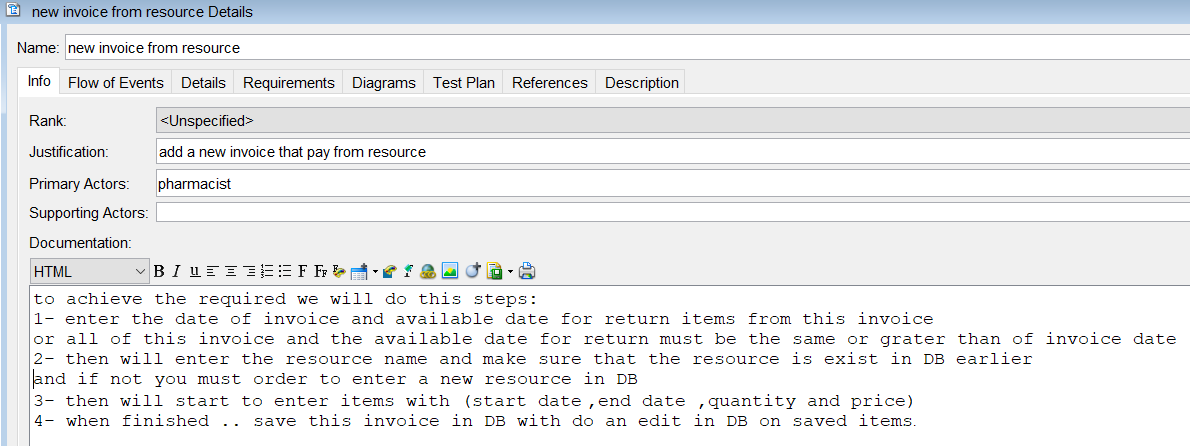 new invoice from resource Details
Name: new invoice from resource
Info Flow of Events Details Requirements Diagrams Test Plan References Description
Rank: <Unspecified>
Justification: add a new invoice that pay from resource
Primary Actors: pharmacist
Supporting Actors:
Documentation:
HTML B I u F Fr
to achieve the required we will do this steps:
1- enter the date of invoice and available date for return items from this invoice
or all of this invoice and the available date for return must be the same or grater than of invoice date
2- then will enter the resource name and make sure that the resource is exist in DB earlier
and if not you must order to enter a new resource in DB
3- then will start to enter items with (start date ,end date ,quantity and price)
4- when finished .. save this invoice in DB with do an edit in DB on saved items.